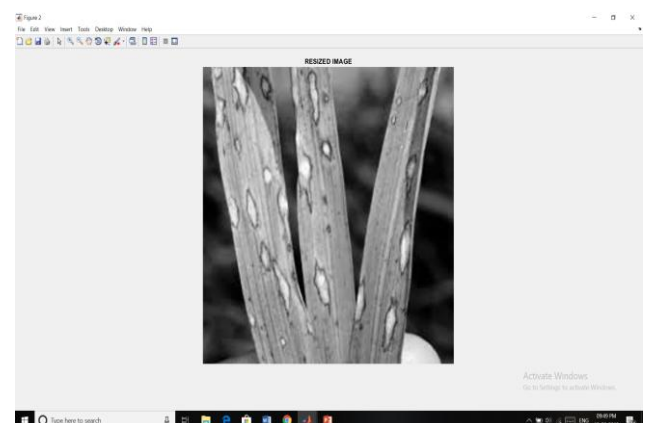 Figure 2
File Edit View Insert Tools Desktop Window Help
RESIZED IMAGE
Activate Windows
Go to Settings to activate Windows.
Type here to search
ENG